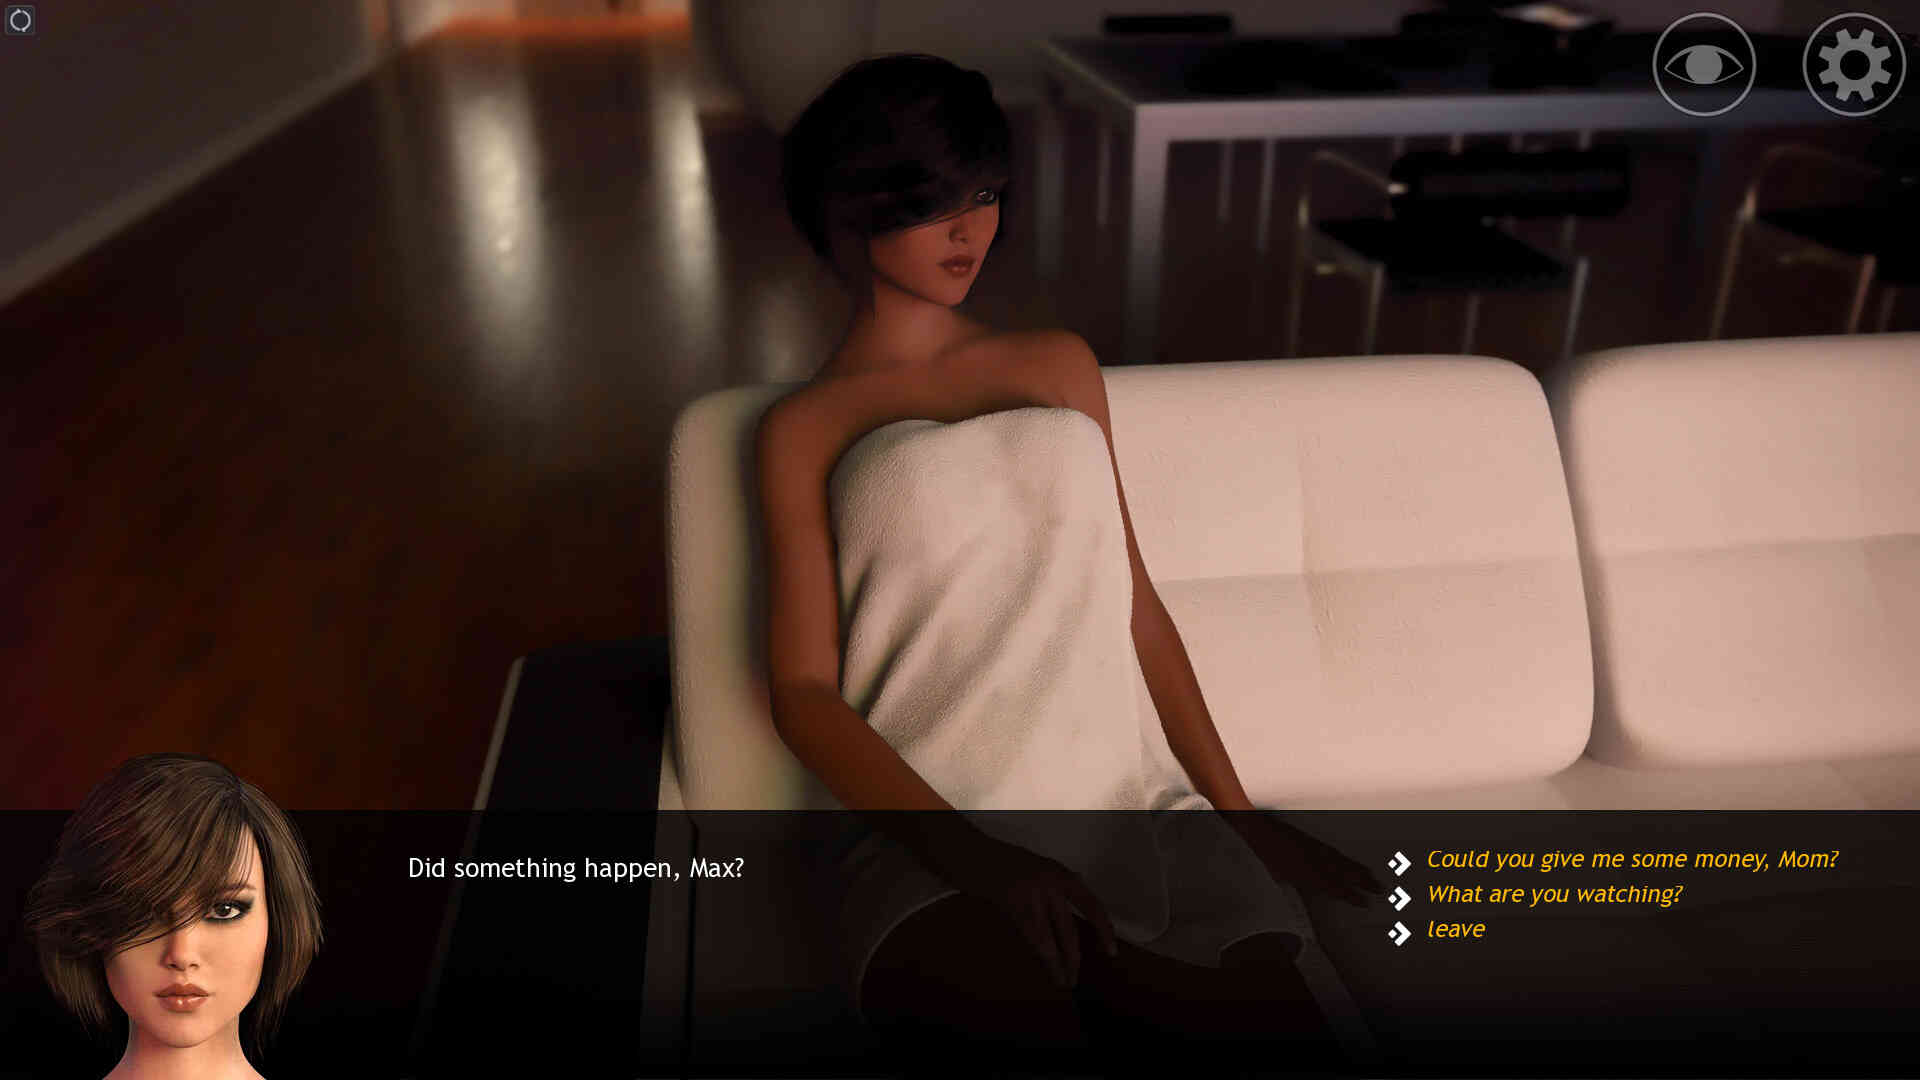 Did something happen, Max?
Could you give me some money, Mom?
What are you watching?
leave